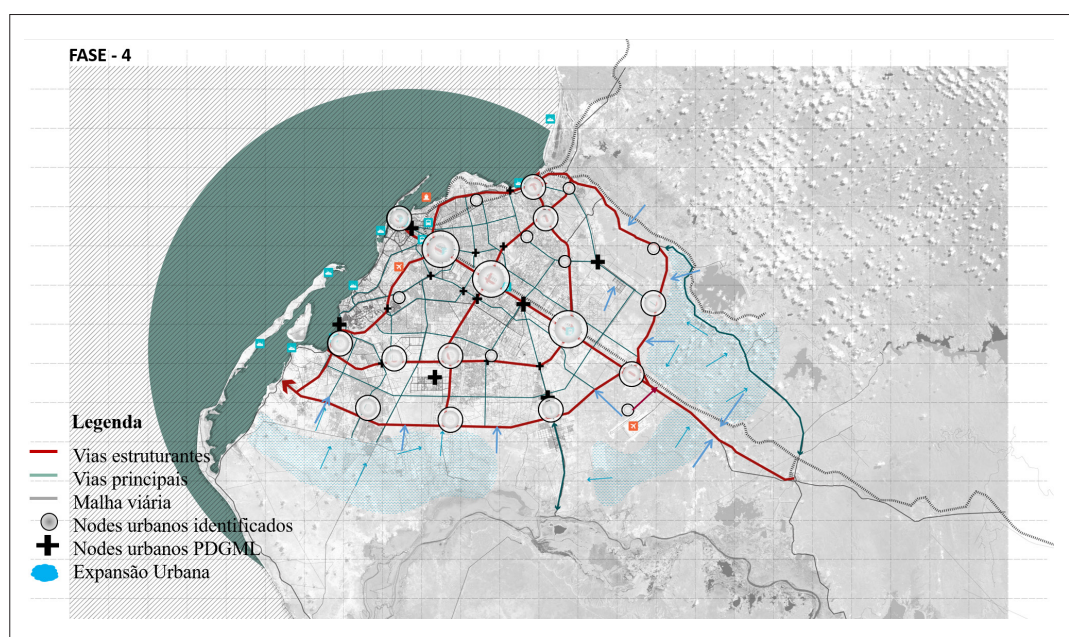 FASE - 4
Legenda
Vias estruturantes
Vias principais
Malha viária
Nodes urbanos identificados
Nodes urbanos PDGML
Expansão Urbana